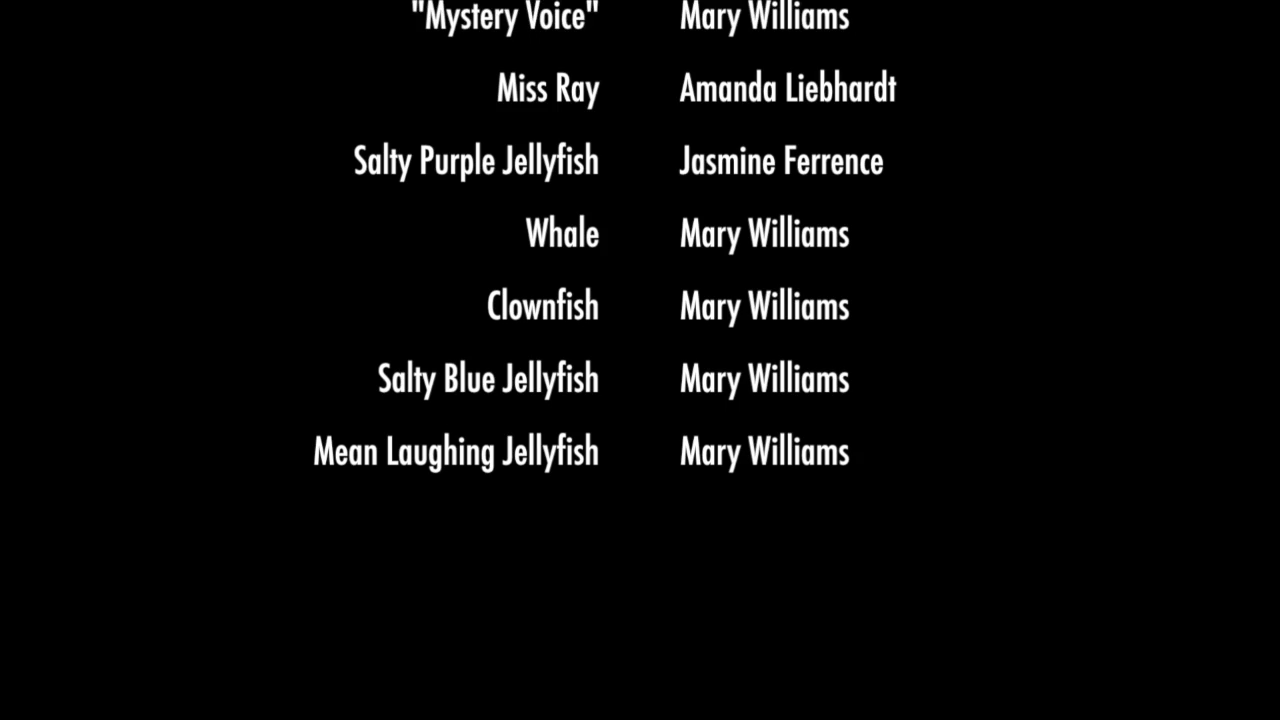 "Mystery Voice" Mary Williams
Miss Ray Amanda Liebhardt
Salty Purple Jellyfish Jasmine Ferrence
Whale Mary Williams
Clownfish Mary Williams
Salty Blue Jellyfish Mary Williams
Mean Laughing Jellyfish Mary Williams